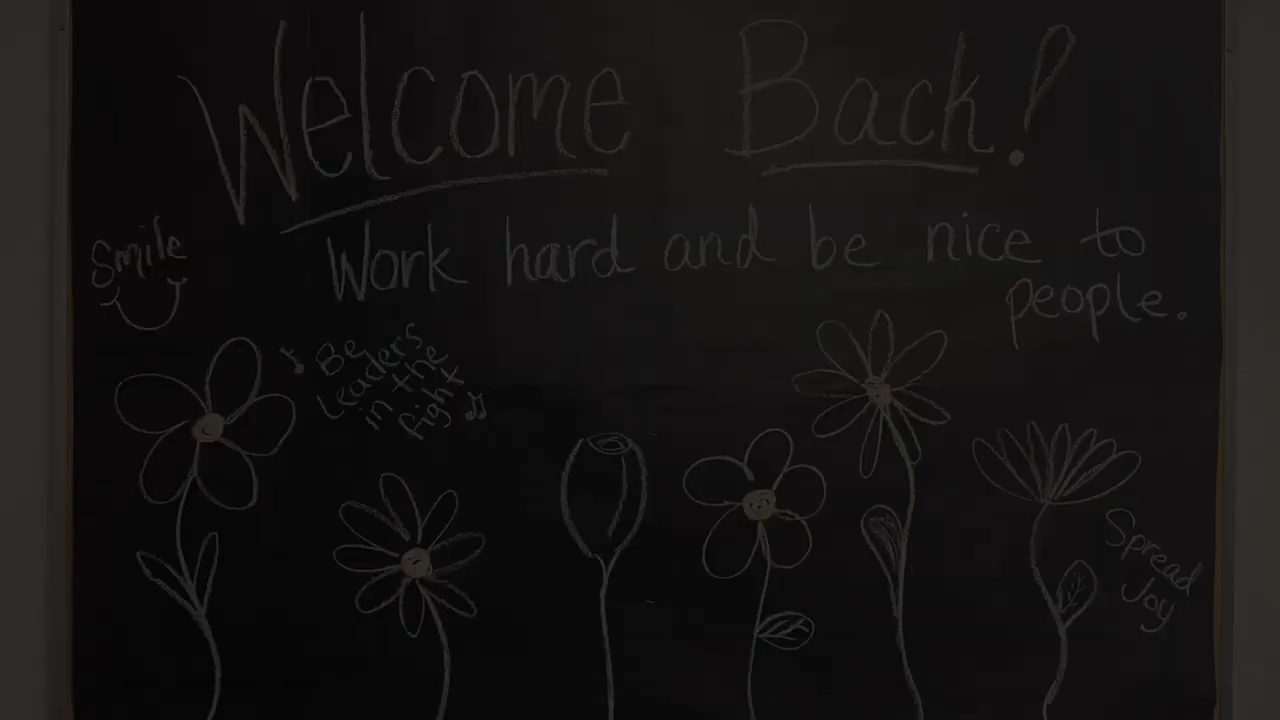 Welcome Back!
Smile
Work hard and be nice to
people.
Be
Leaders
in the
fight
Spread
Joy